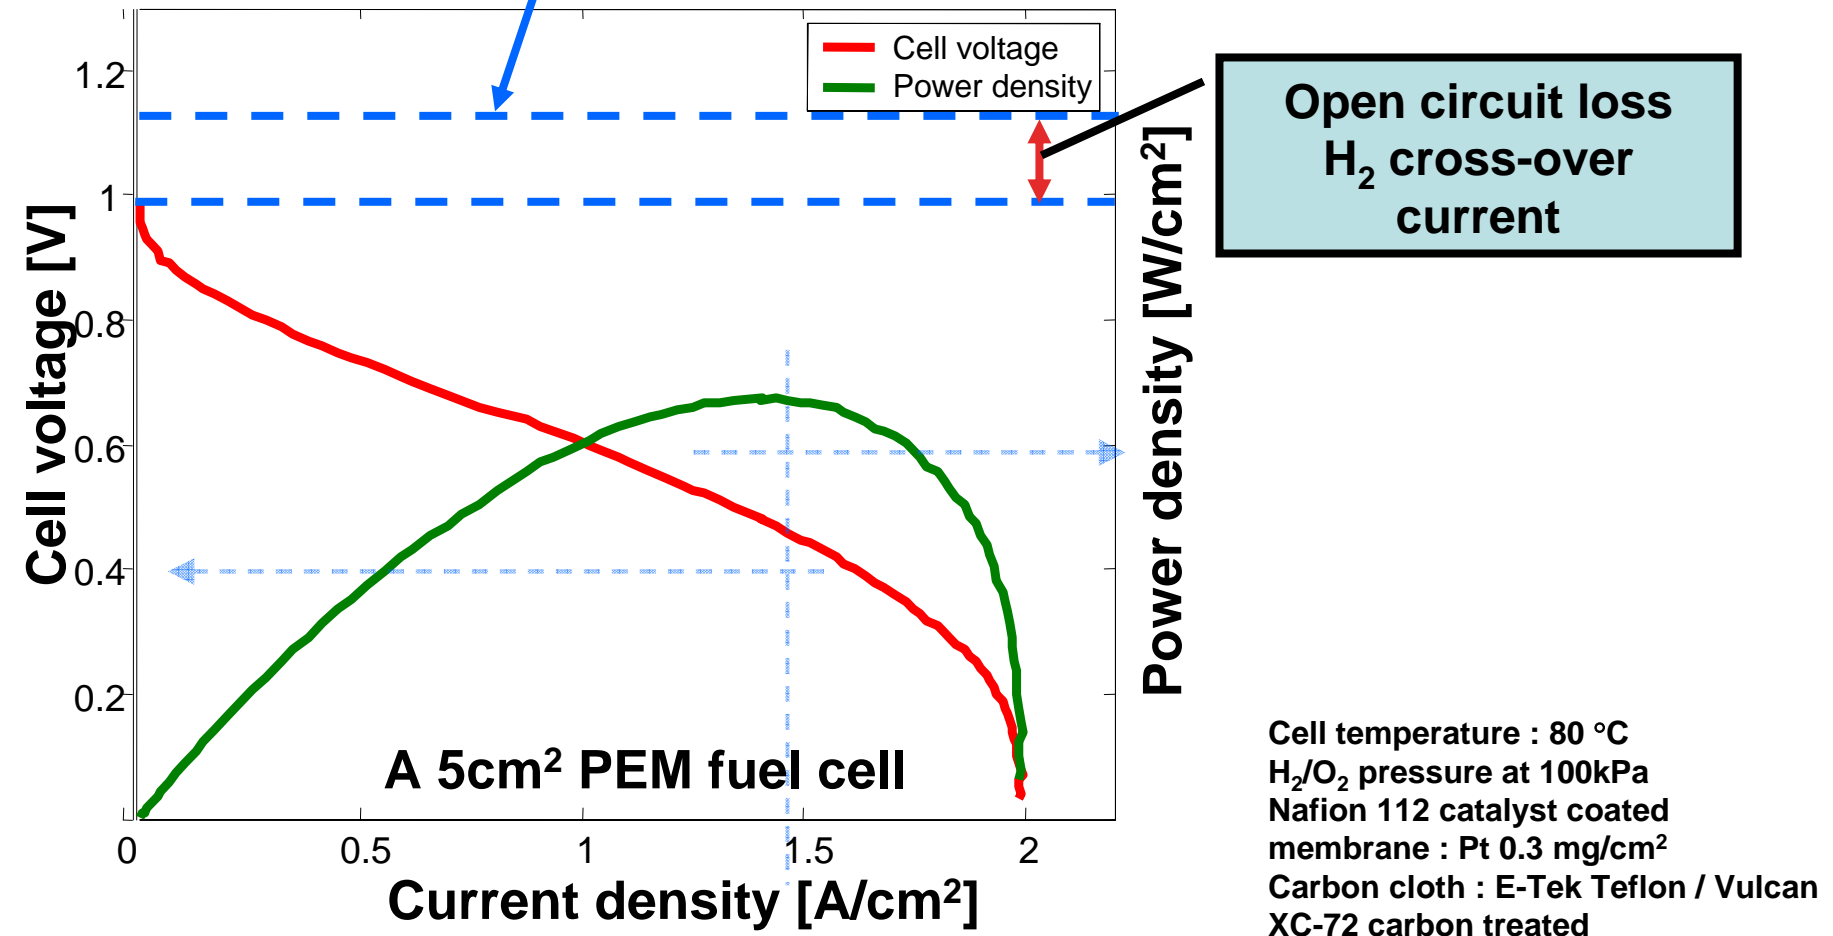 Cell voltage
Power density
Open circuit loss
H₂ cross-over
current
1.2
1
0.8
0.6
0.4
0.2
Cell voltage [V]
Power density [W/cm²]
A 5cm² PEM fuel cell
0
0.5
1
1.5
2
Current density [A/cm²]
Cell temperature : 80 °C
H₂/O₂ pressure at 100kPa
Nafion 112 catalyst coated
membrane : Pt 0.3 mg/cm²
Carbon cloth : E-Tek Teflon / Vulcan
XC-72 carbon treated